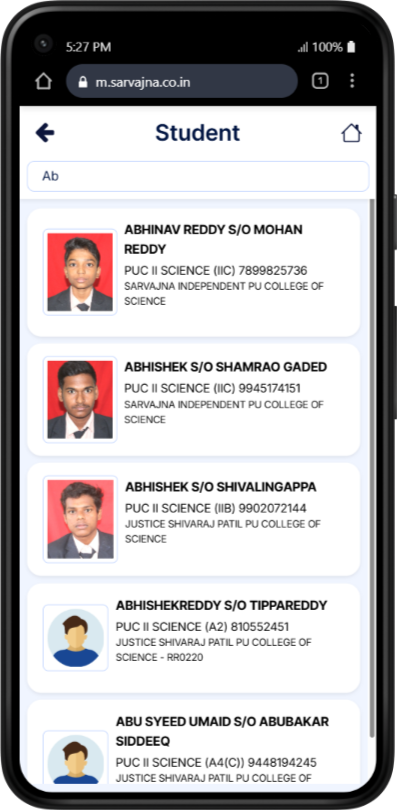 5:27 PM
100%
m.sarvajna.co.in
1
Student
Ab
ABHINAV REDDY S/O MOHAN
REDDY
PUC II SCIENCE (IIC) 7899825736
SARVAJNA INDEPENDENT PU COLLEGE OF
SCIENCE
ABHISHEK S/O SHAMRAO GADED
PUC II SCIENCE (IIC) 9945174151
SARVAJNA INDEPENDENT PU COLLEGE OF
SCIENCE
ABHISHEK S/O SHIVALINGAPPA
PUC II SCIENCE (IIB) 9902072144
JUSTICE SHIVARAJ PATIL PU COLLEGE OF
SCIENCE
ABHISHEKREDDY S/O TIPPAREDDY
PUC II SCIENCE (A2) 810552451
JUSTICE SHIVARAJ PATIL PU COLLEGE OF
SCIENCE - RR0220
ABU SYEED UMAID S/O ABUBAKAR
SIDDEEQ
PUC II SCIENCE (A4(C)) 9448194245
JUSTICE SHIVARAJ PATIL PU COLLEGE OF